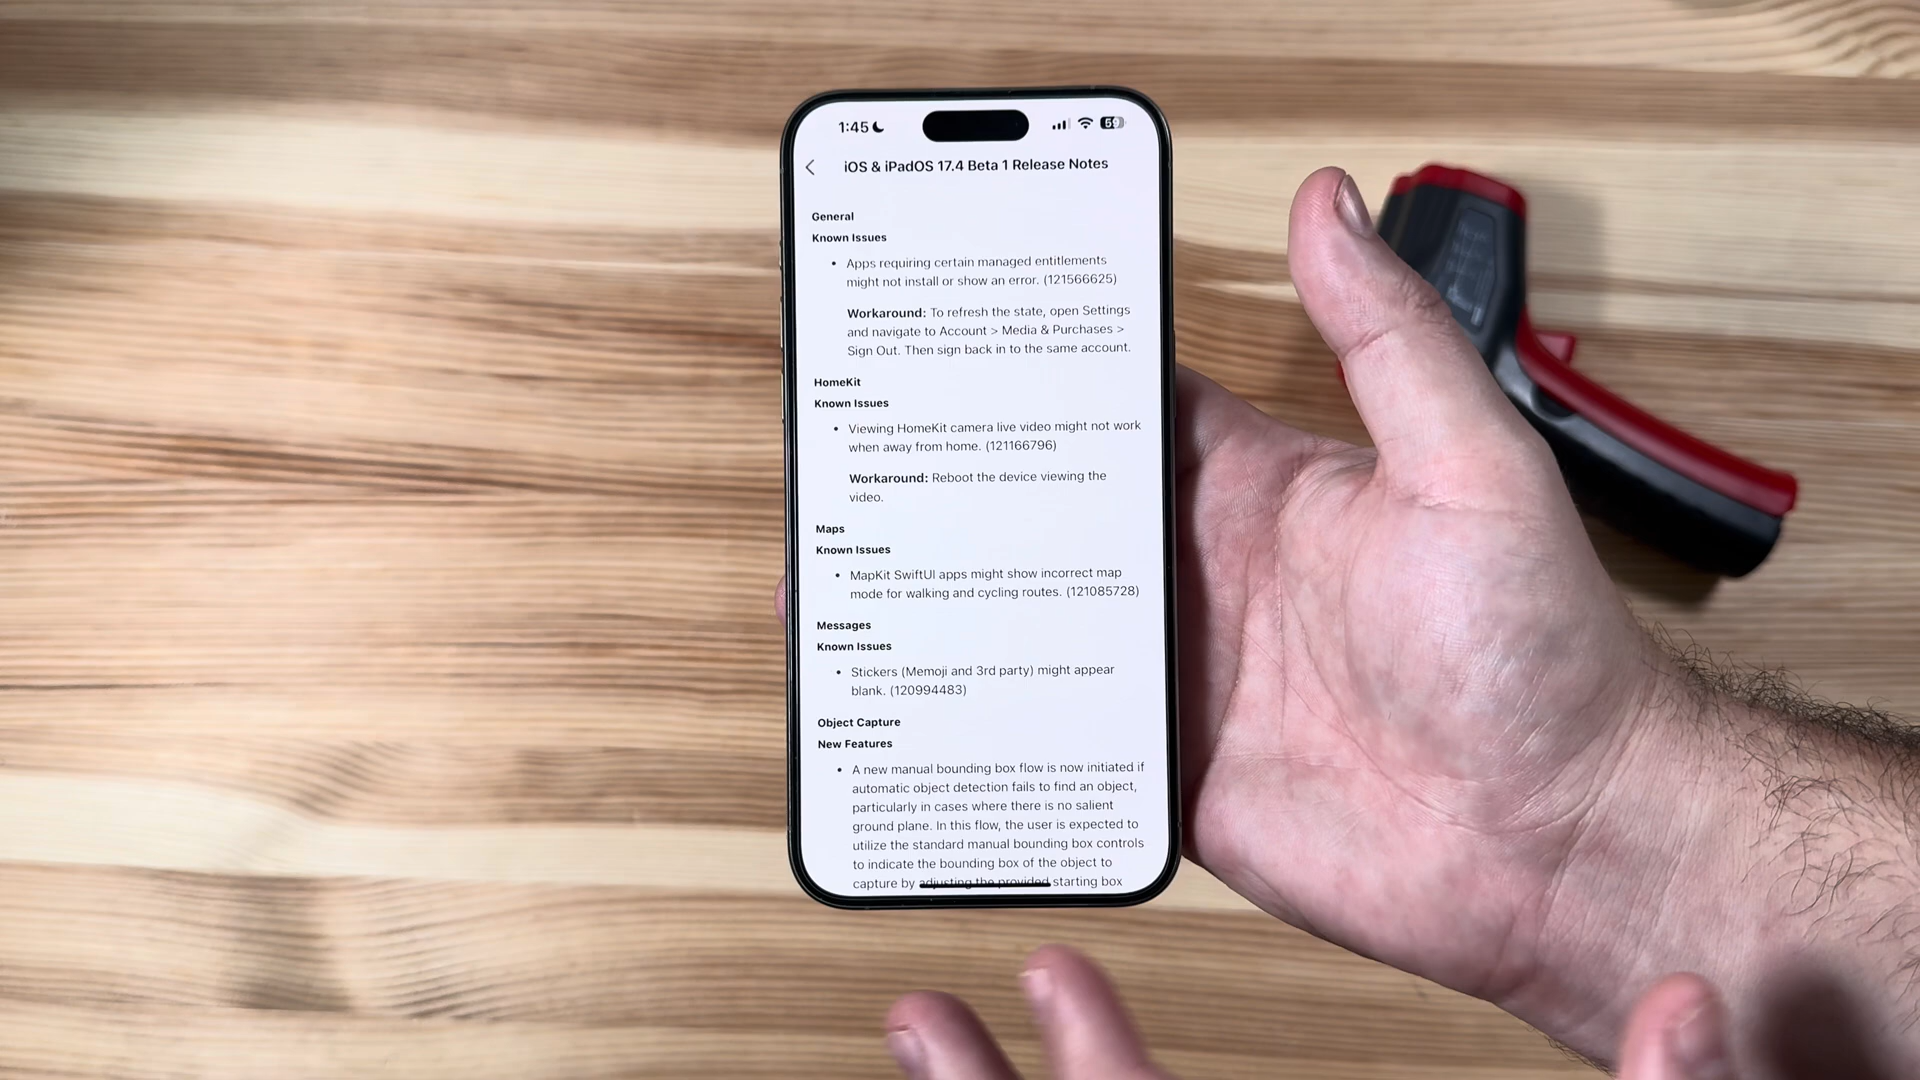 1:45
59
iOS & iPadOS 17.4 Beta 1 Release Notes
General
Known Issues
• Apps requiring certain managed entitlements
might not install or show an error. (121566625)
Workaround: To refresh the state, open Settings
and navigate to Account > Media & Purchases >
Sign Out. Then sign back in to the same account.
HomeKit
Known Issues
• Viewing HomeKit camera live video might not work
when away from home. (121166796)
Workaround: Reboot the device viewing the
video.
Maps
Known Issues
• MapKit SwiftUI apps might show incorrect map
mode for walking and cycling routes. (121085728)
Messages
Known Issues
• Stickers (Memoji and 3rd party) might appear
blank. (120994483)
Object Capture
New Features
• A new manual bounding box flow is now initiated if
automatic object detection fails to find an object,
particularly in cases where there is no salient
ground plane. In this flow, the user is expected to
utilize the standard manual bounding box controls
to indicate the bounding box of the object to
capture by adjusting the provided starting box